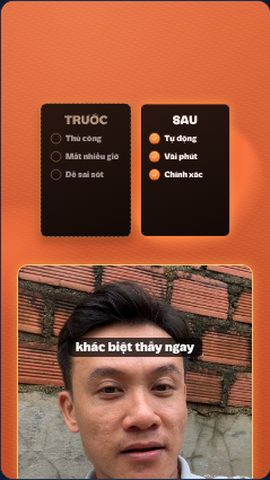 TRƯỚC
Thủ công
Mất nhiều giờ
Dễ sai sót
SAU
Tự động
Vài phút
Chính xác
khác biệt thấy ngay